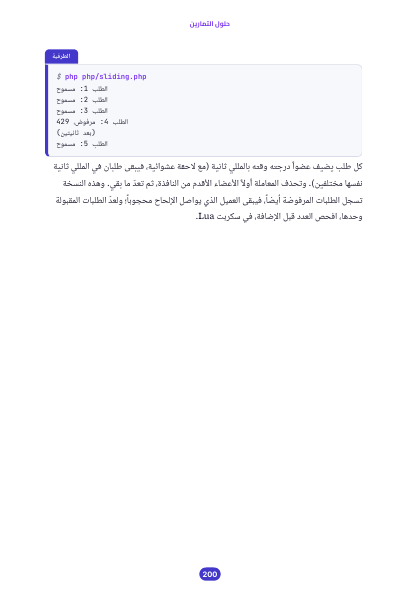 حلول التمارين
الطرفية
$ php php/sliding.php
الطلب 1: مسموح
الطلب 2: مسموح
الطلب 3: مسموح
الطلب 4: مرفوض، 429
(بعد ثانيتين)
الطلب 5: مسموح
كل طلب يضيف عضواً درجته وقته بالمللي ثانية (مع لاحقة عشوائية، فيبقى طلبان في المللي ثانية
نفسها مختلفين). وتحذف المعاملة أولاً الأعضاء الأقدم من النافذة، ثم تعدّ ما بقي. وهذه النسخة
تسجل الطلبات المرفوضة أيضاً، فيبقى العميل الذي يواصل الإلحاح محجوباً؛ ولعدّ الطلبات المقبولة
وحدها، افحص العدد قبل الإضافة، في سكربت Lua.
200